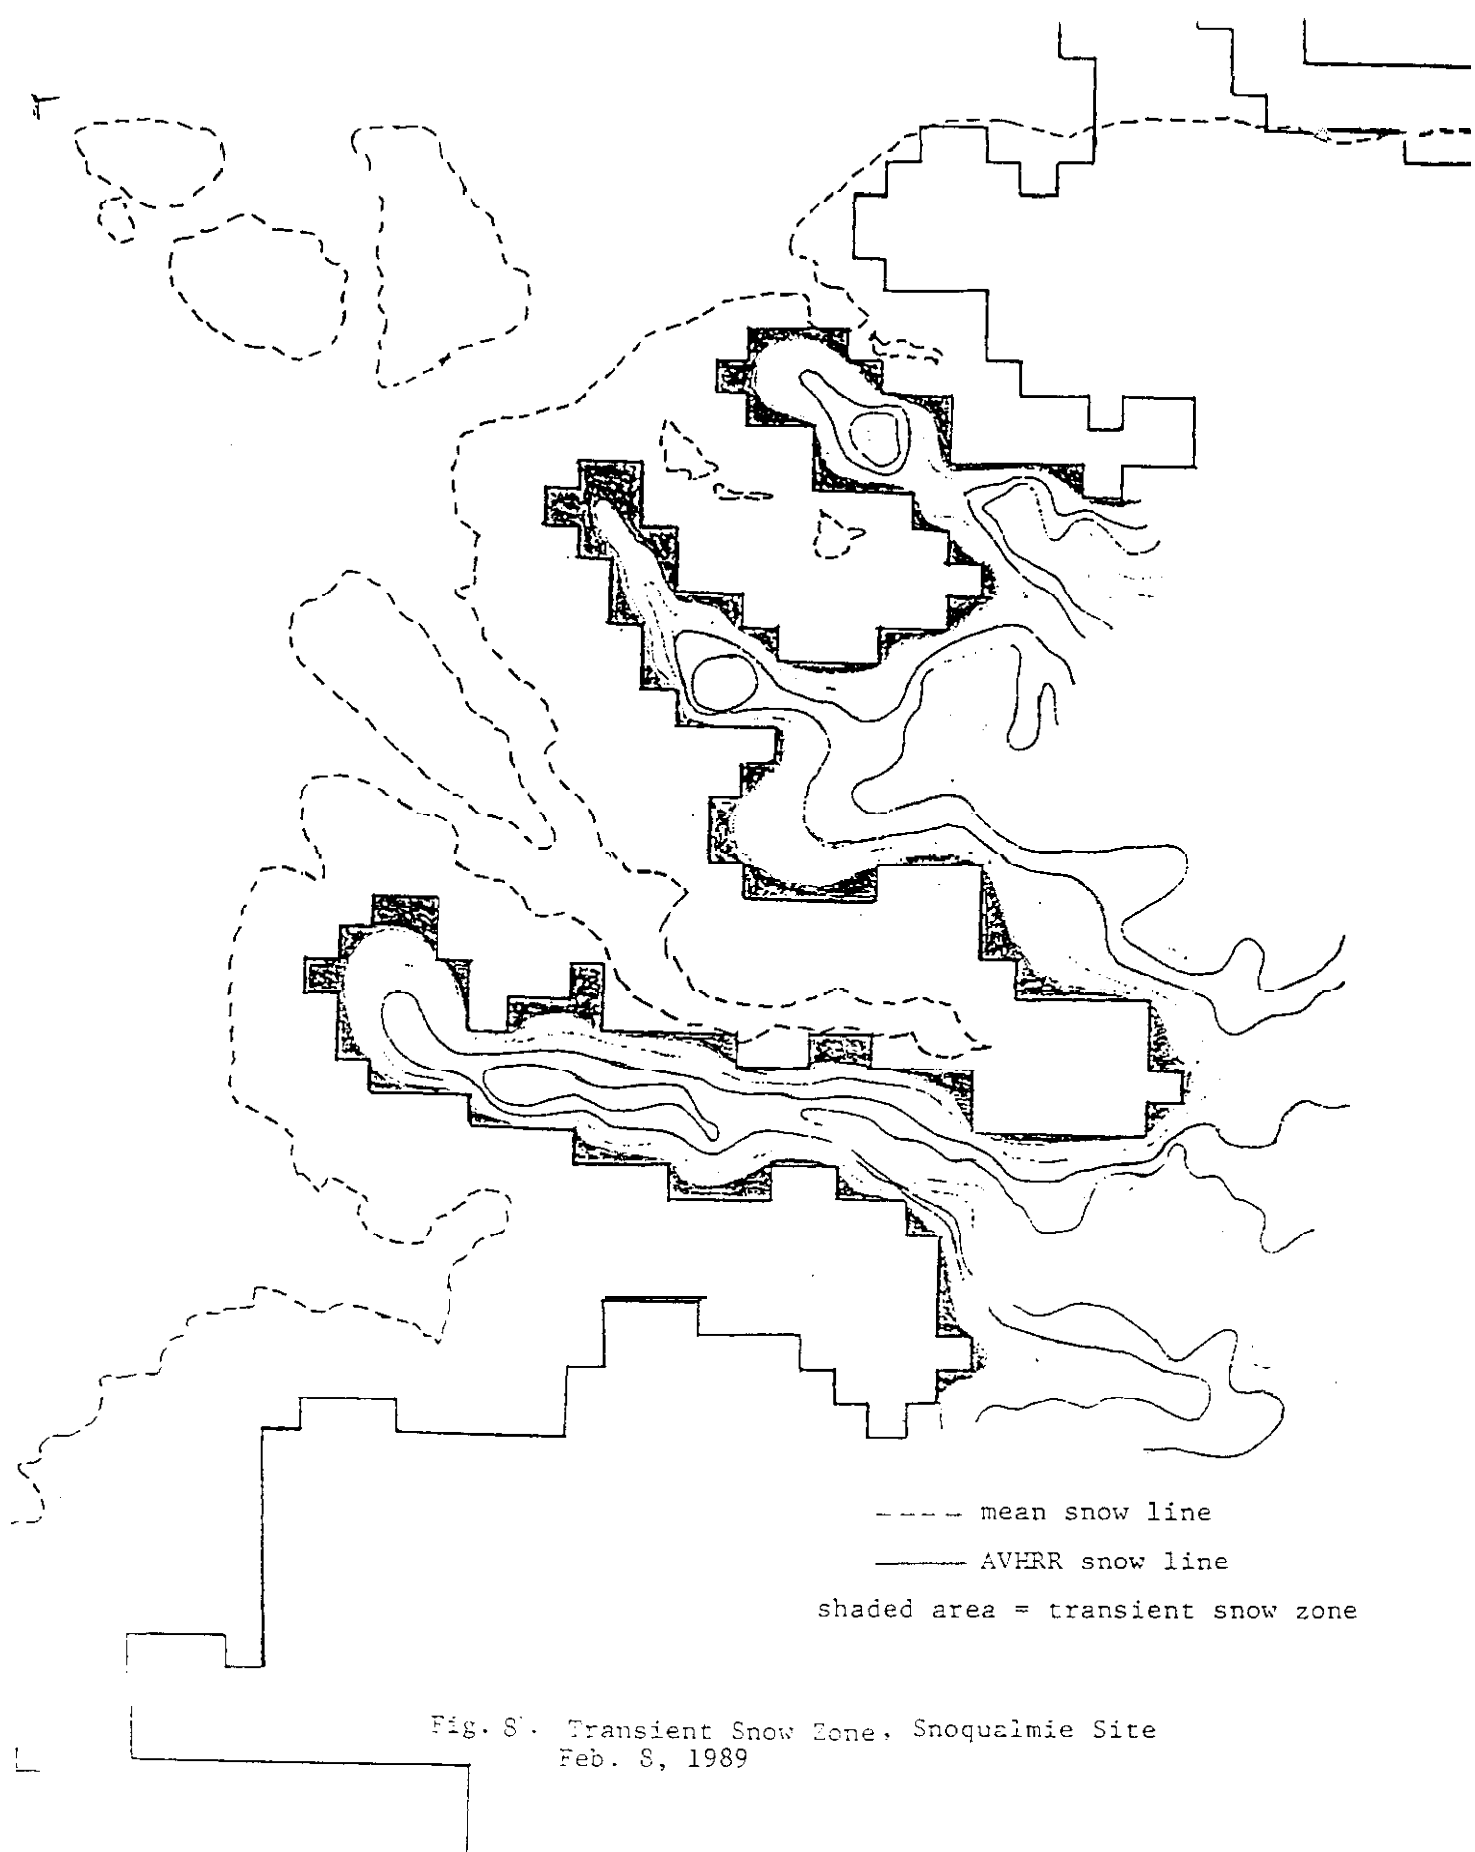 ---- mean snow line
—— AVHRR snow line
shaded area = transient snow zone
Fig. 8. Transient Snow Zone, Snoqualmie Site
Feb. 8, 1989